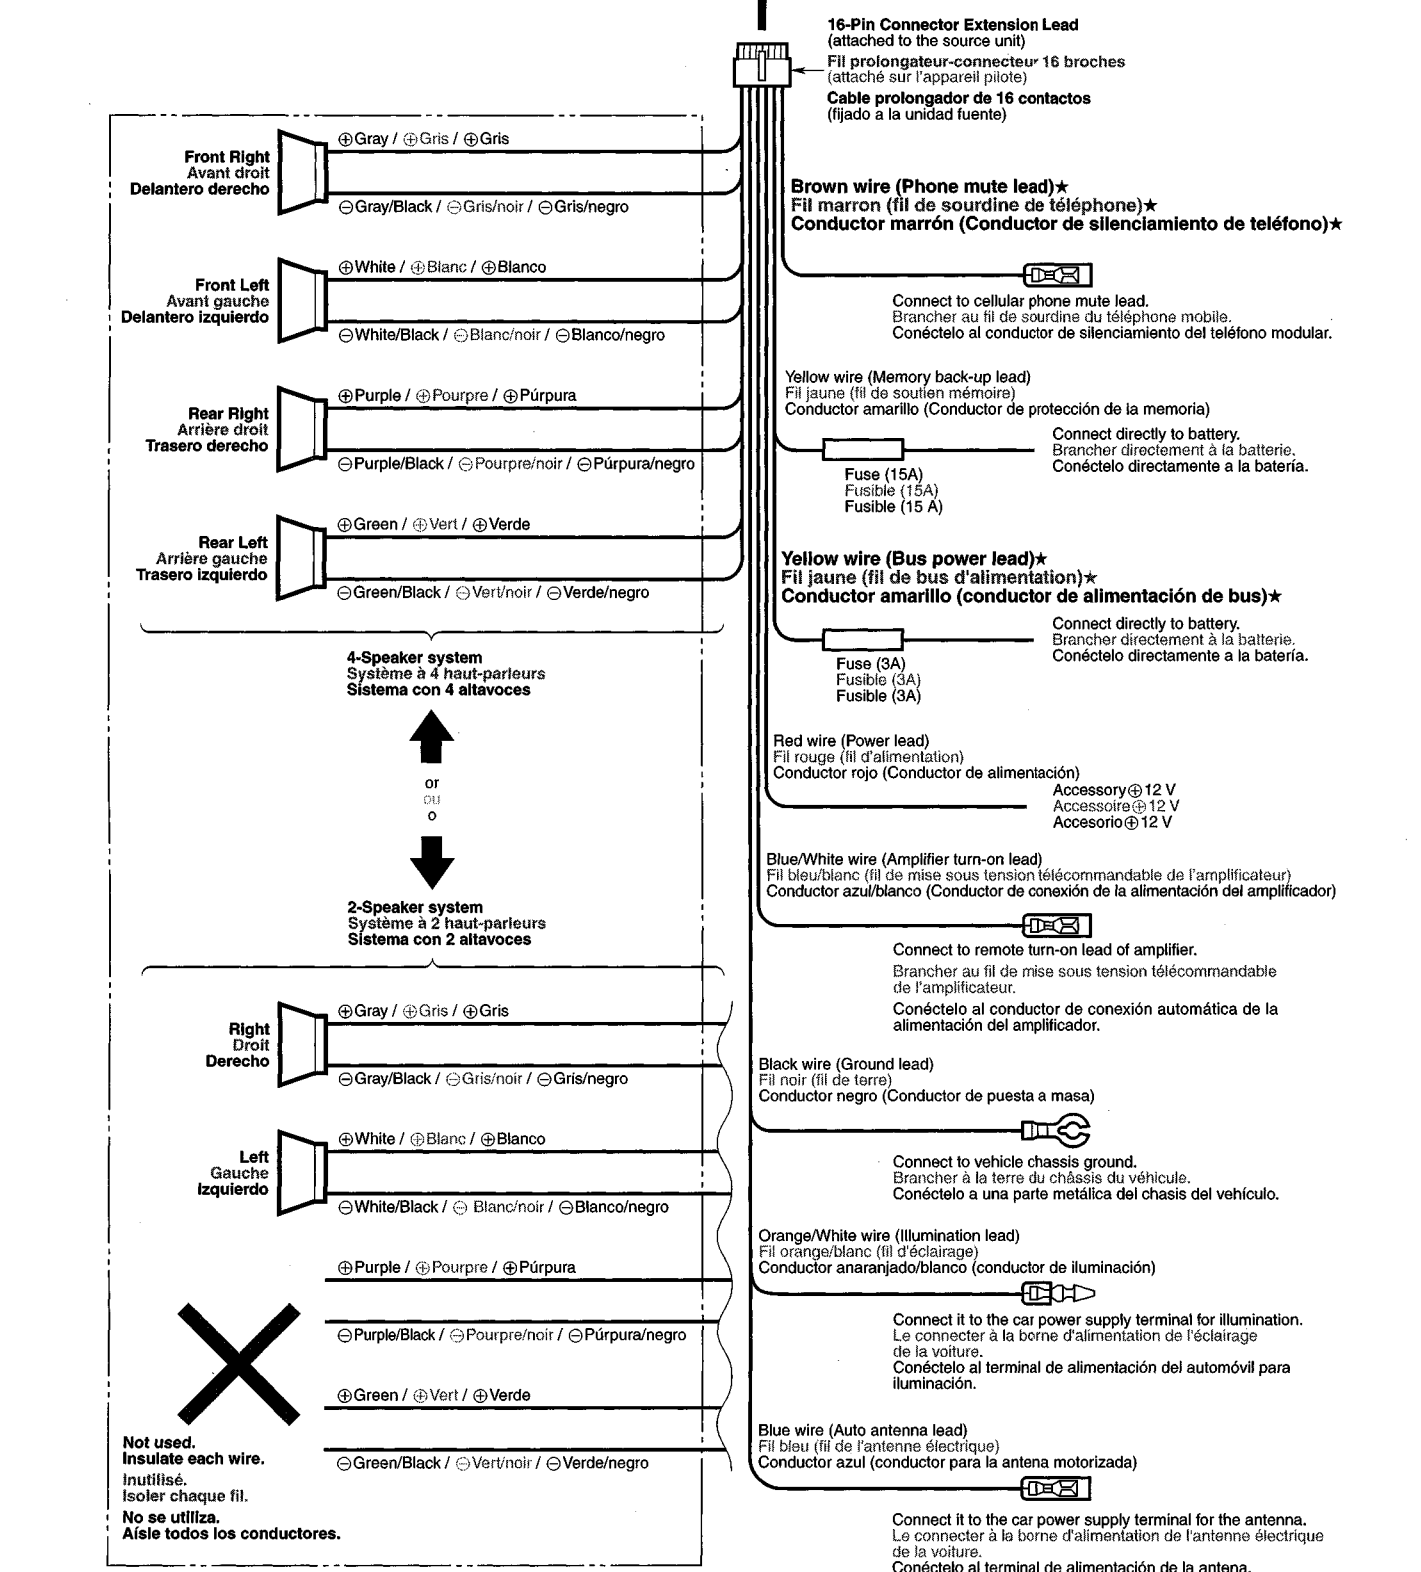 16-Pin Connector Extension Lead
(attached to the source unit)
Fil prolongateur-connecteur 16 broches
(attaché sur l'appareil pilote)
Cable prolongador de 16 contactos
(fijado a la unidad fuente)
⊕Gray / ⊕Gris / ⊕Gris
Front Right
Avant droit
Delantero derecho
⊖Gray/Black / ⊖Gris/noir / ⊖Gris/negro
⊕White / ⊕Blanc / ⊕Blanco
Front Left
Avant gauche
Delantero izquierdo
⊖White/Black / ⊖Blanc/noir / ⊖Blanco/negro
⊕Purple / ⊕Pourpre / ⊕Púrpura
Rear Right
Arrière droit
Trasero derecho
⊖Purple/Black / ⊖Pourpre/noir / ⊖Púrpura/negro
⊕Green / ⊕Vert / ⊕Verde
Rear Left
Arrière gauche
Trasero izquierdo
⊖Green/Black / ⊖Vert/noir / ⊖Verde/negro
4-Speaker system
Système à 4 haut-parleurs
Sistema con 4 altavoces
or
ou
o
2-Speaker system
Système à 2 haut-parleurs
Sistema con 2 altavoces
⊕Gray / ⊕Gris / ⊕Gris
Right
Droit
Derecho
⊖Gray/Black / ⊖Gris/noir / ⊖Gris/negro
⊕White / ⊕Blanc / ⊕Blanco
Left
Gauche
Izquierdo
⊖White/Black / ⊖ Blanc/noir / ⊖Blanco/negro
⊕Purple / ⊕Pourpre / ⊕Púrpura
⊖Purple/Black / ⊖Pourpre/noir / ⊖Púrpura/negro
⊕Green / ⊕Vert / ⊕Verde
⊖Green/Black / ⊖Vert/noir / ⊖Verde/negro
Not used.
Insulate each wire.
Inutilisé.
Isoler chaque fil.
No se utiliza.
Aísle todos los conductores.
Brown wire (Phone mute lead)★
Fil marron (fil de sourdine de téléphone)★
Conductor marrón (Conductor de silenciamiento de teléfono)★
Connect to cellular phone mute lead.
Brancher au fil de sourdine du téléphone mobile.
Conéctelo al conductor de silenciamiento del teléfono modular.
Yellow wire (Memory back-up lead)
Fil jaune (fil de soutien mémoire)
Conductor amarillo (Conductor de protección de la memoria)
Connect directly to battery.
Brancher directement à la batterie.
Conéctelo directamente a la batería.
Fuse (15A)
Fusible (15A)
Fusible (15 A)
Yellow wire (Bus power lead)★
Fil jaune (fil de bus d'alimentation)★
Conductor amarillo (conductor de alimentación de bus)★
Connect directly to battery.
Brancher directement à la batterie.
Conéctelo directamente a la batería.
Fuse (3A)
Fusible (3A)
Fusible (3A)
Red wire (Power lead)
Fil rouge (fil d'alimentation)
Conductor rojo (Conductor de alimentación)
Accessory⊕12 V
Accessoire⊕12 V
Accesorio⊕12 V
Blue/White wire (Amplifier turn-on lead)
Fil bleu/blanc (fil de mise sous tension télécommandable de l'amplificateur)
Conductor azul/blanco (Conductor de conexión de la alimentación del amplificador)
Connect to remote turn-on lead of amplifier.
Brancher au fil de mise sous tension télécommandable
de l'amplificateur.
Conéctelo al conductor de conexión automática de la
alimentación del amplificador.
Black wire (Ground lead)
Fil noir (fil de terre)
Conductor negro (Conductor de puesta a masa)
Connect to vehicle chassis ground.
Brancher à la terre du châssis du véhicule.
Conéctelo a una parte metálica del chasis del vehículo.
Orange/White wire (Illumination lead)
Fil orange/blanc (fil d'éclairage)
Conductor anaranjado/blanco (conductor de iluminación)
Connect it to the car power supply terminal for illumination.
Le connecter à la borne d'alimentation de l'éclairage
de la voiture.
Conéctelo al terminal de alimentación del automóvil para
iluminación.
Blue wire (Auto antenna lead)
Fil bleu (fil de l'antenne électrique)
Conductor azul (conductor para la antena motorizada)
Connect it to the car power supply terminal for the antenna.
Le connecter à la borne d'alimentation de l'antenne électrique
de la voiture.
Conéctelo al terminal de alimentación de la antena.